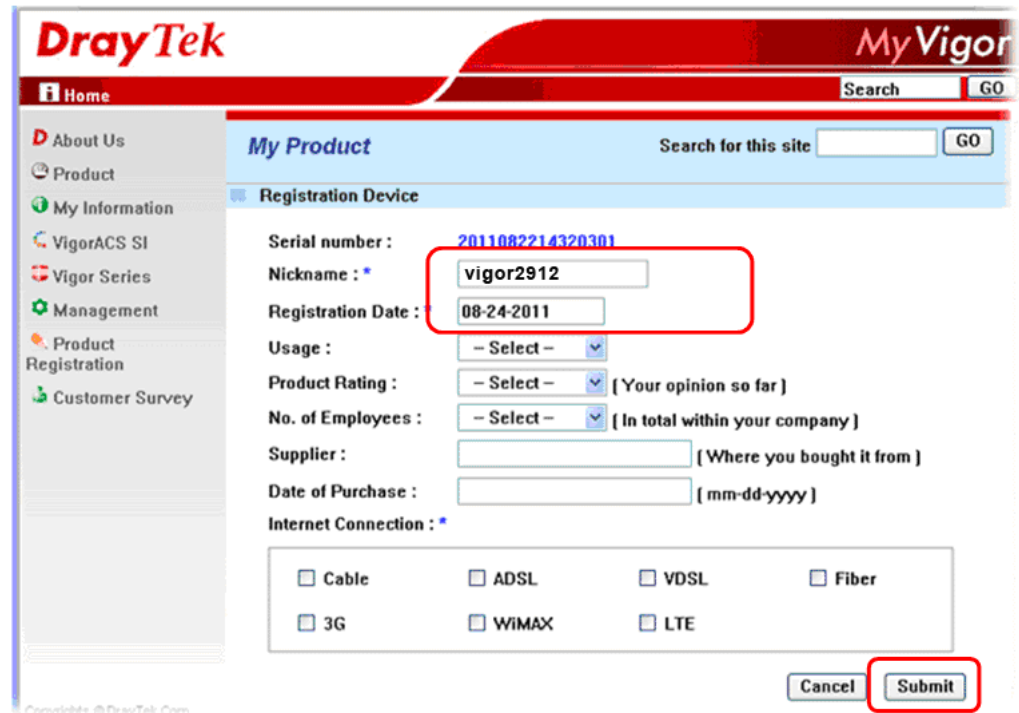 DrayTek
MyVigor
Home
Search GO
About Us
Product
My Information
VigorACS SI
Vigor Series
Management
Product
Registration
Customer Survey
My Product
Search for this site GO
Registration Device
Serial number : 2011082214320301
Nickname : * vigor2912
Registration Date : * 08-24-2011
Usage : -- Select --
Product Rating : -- Select -- ( Your opinion so far )
No. of Employees : -- Select -- ( In total within your company )
Supplier : ( Where you bought it from )
Date of Purchase : ( mm-dd-yyyy )
Internet Connection : *
Cable ADSL VDSL Fiber
3G WiMAX LTE
Cancel Submit
Copyrights © DrayTek Corp.